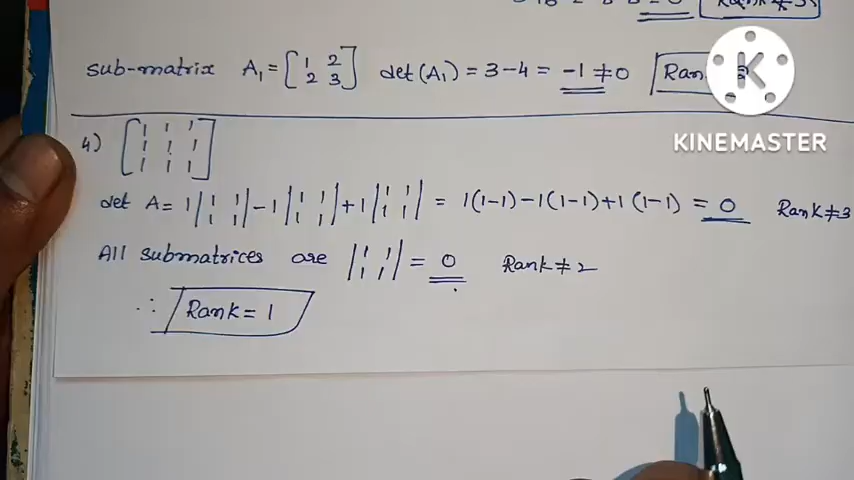 sub-matrix A₁ = [1 2 2 3] det(A₁) = 3-4 = -1 ≠ 0
KINEMASTER
4) [1 1 1 1 1 1 1 1 1]
det A = 1|1 1 1 1| -1 |1 1 1 1| +1 |1 1 1 1| = 1(1-1)-1(1-1)+1(1-1) = 0 Rank≠3
All submatrices are |1 1 1 1| = 0 Rank≠2
∴ Rank = 1